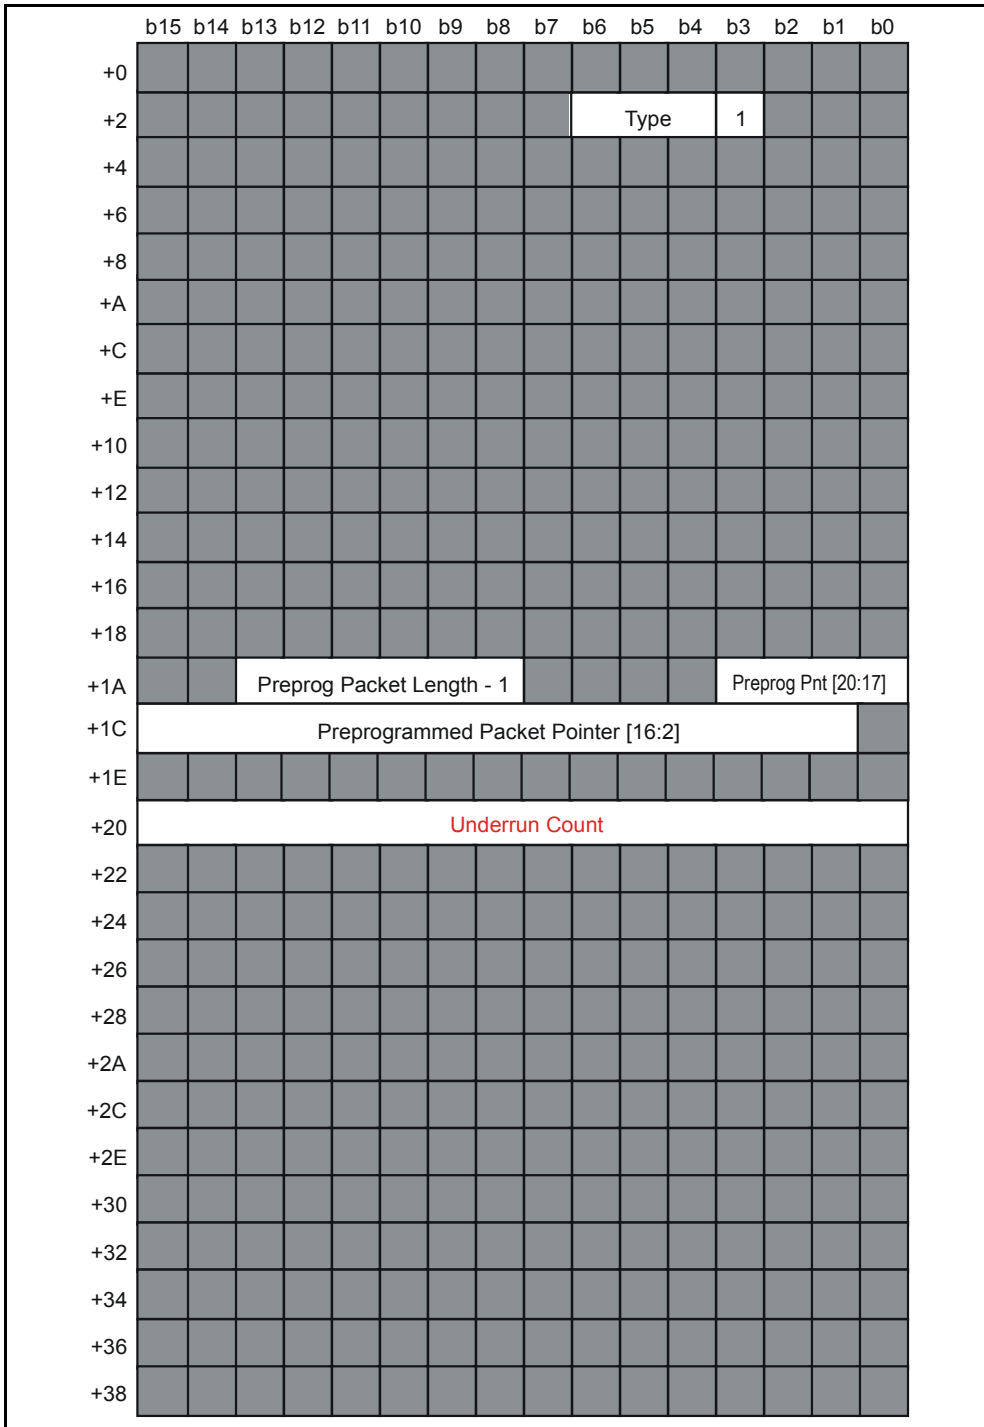 b15 b14 b13 b12 b11 b10 b9 b8 b7 b6 b5 b4 b3 b2 b1 b0
+0
+2 Type 1
+4
+6
+8
+A
+C
+E
+10
+12
+14
+16
+18
+1A Preprog Packet Length - 1 Preprog Pnt [20:17]
+1C Preprogrammed Packet Pointer [16:2]
+1E
+20 Underrun Count
+22
+24
+26
+28
+2A
+2C
+2E
+30
+32
+34
+36
+38